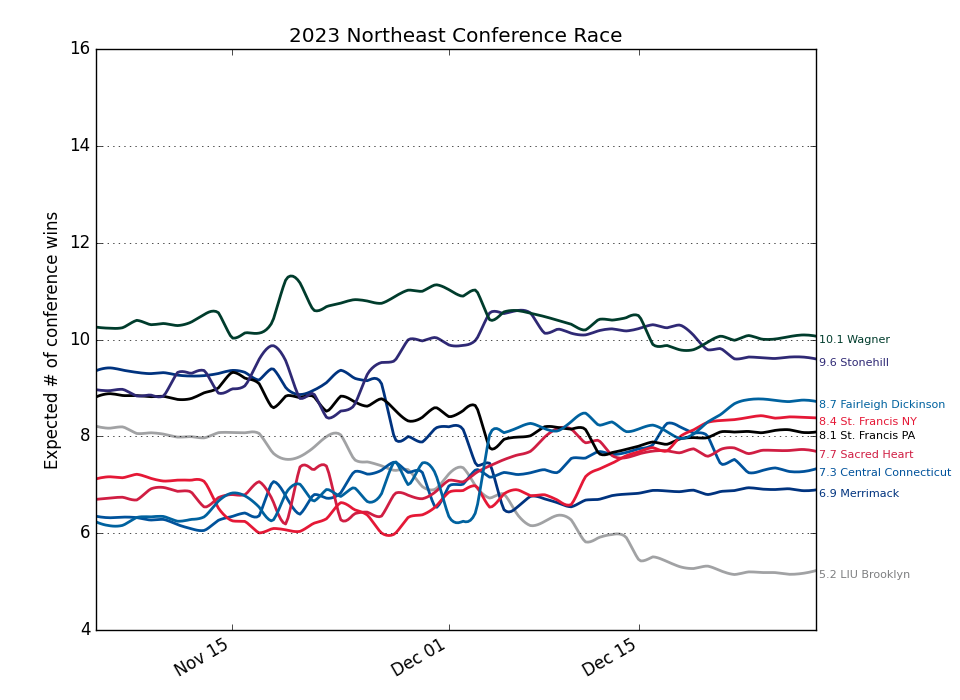 2023 Northeast Conference Race
Expected # of conference wins
16
14
12
10
8
6
4
Nov 15
Dec 01
Dec 15
10.1 Wagner
9.6 Stonehill
8.7 Fairleigh Dickinson
8.4 St. Francis NY
8.1 St. Francis PA
7.7 Sacred Heart
7.3 Central Connecticut
6.9 Merrimack
5.2 LIU Brooklyn